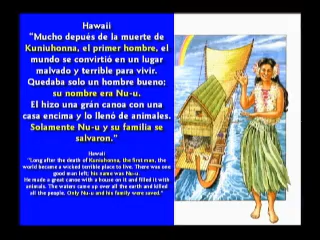 Hawaii
"Mucho depués de la muerte de
Kuniuhonna, el primer hombre, el
mundo se convirtió en un lugar
malvado y terrible para vivir.
Quedaba solo un hombre bueno:
su nombre era Nu-u.
El hizo una grán canoa con una
casa encima y lo llenó de animales.
Solamente Nu-u y su familia se
salvaron."
Hawaii
"Long after the death of Kuniuhonna, the first man, the
world became a wicked terrible place to live. There was one
good man left; his name was Nu-u.
He made a great canoe with a house on it and filled it with
animals. The waters came up over all the earth and killed
all the people. Only Nu-u and his family were saved."